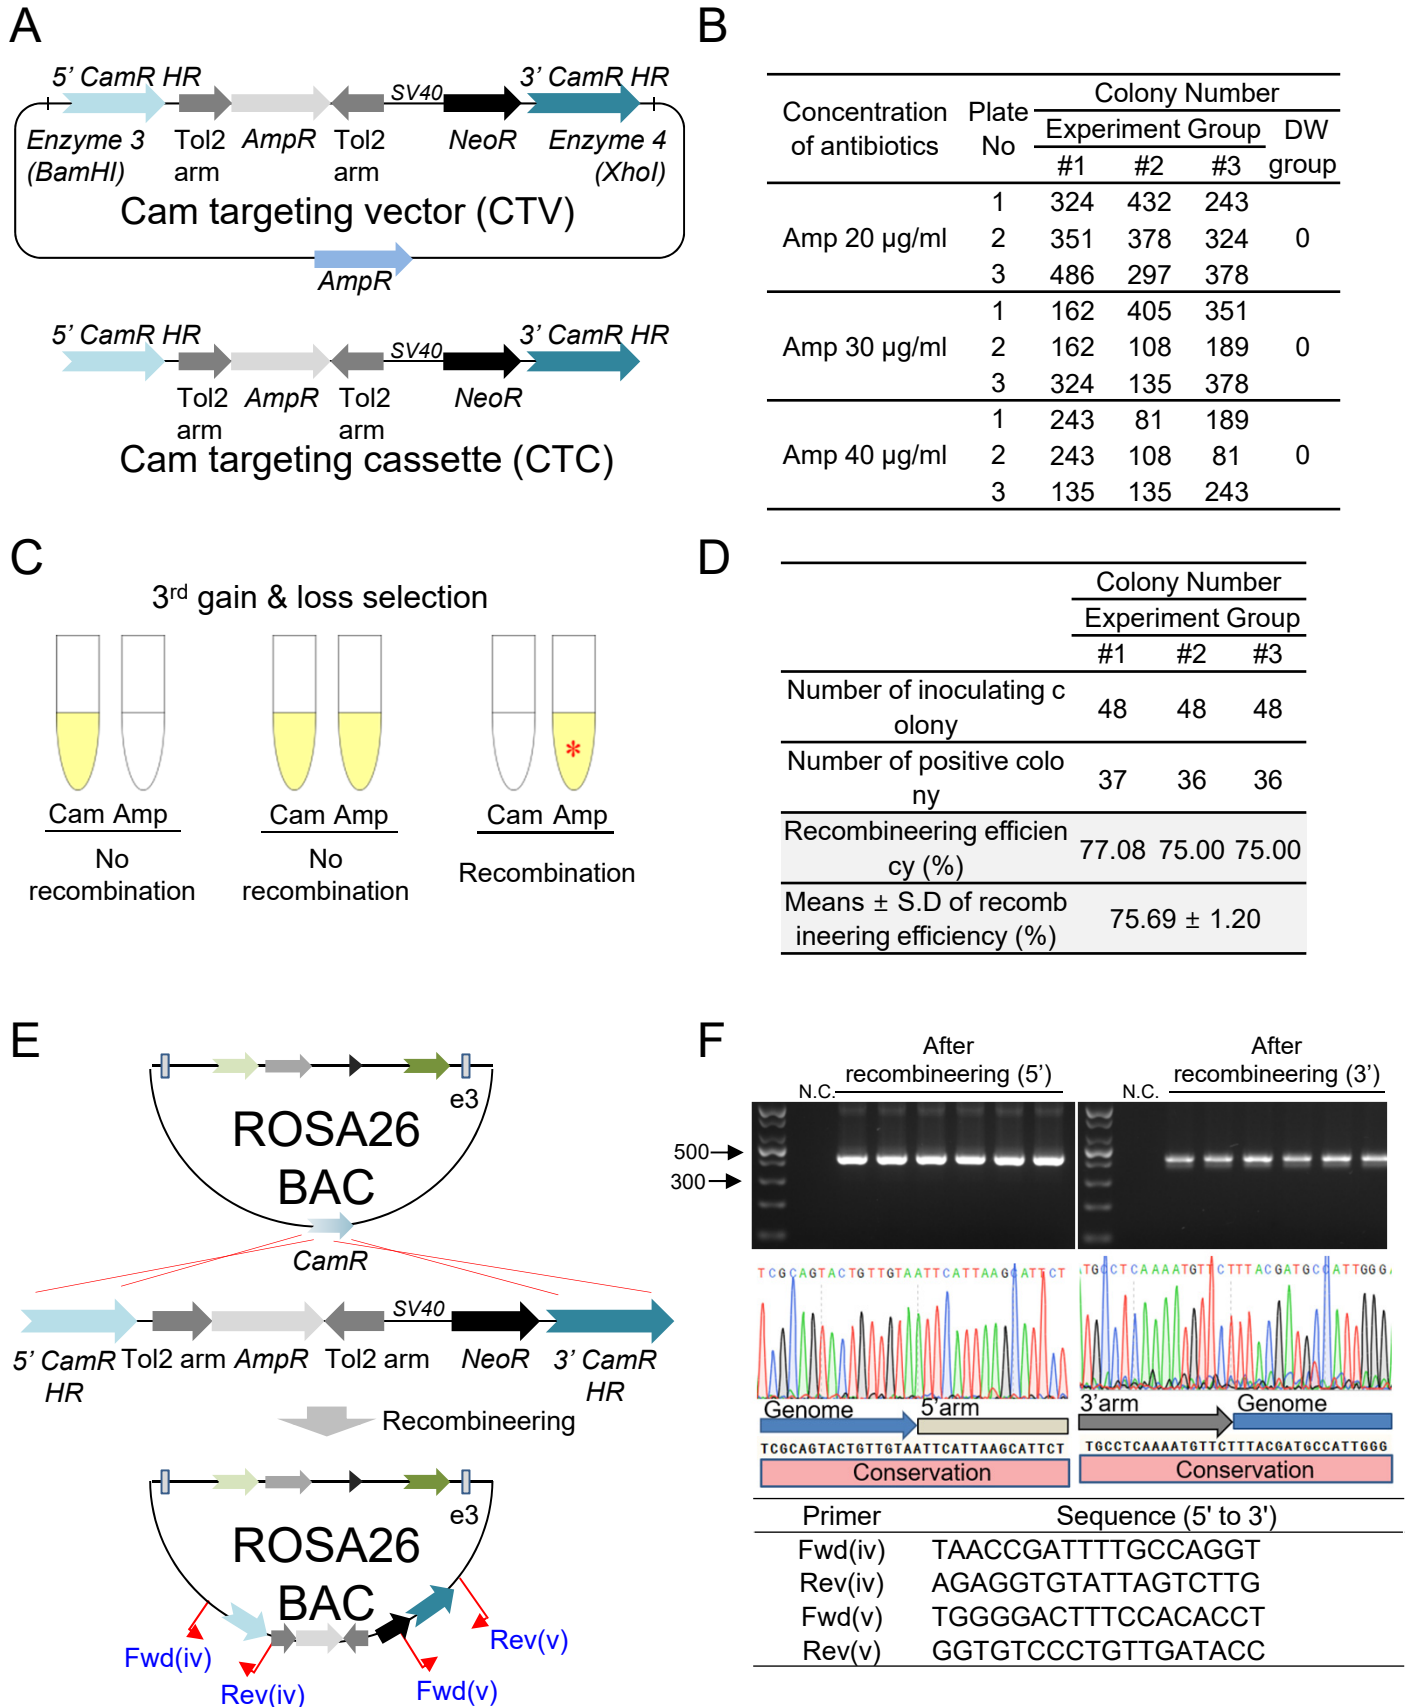 A
5’ CamR HR
3’ CamR HR
SV40
Enzyme 3
(BamHI)
Tol2
arm
AmpR
Tol2
arm
NeoR
Enzyme 4
(XhoI)
Cam targeting vector (CTV)
AmpR
5’ CamR HR
3’ CamR HR
SV40
Tol2
arm
AmpR
Tol2
arm
NeoR
Cam targeting cassette (CTC)
B
Concentration
of antibiotics
Plate
No
Colony Number
Experiment Group
DW
group
#1 #2 #3
Amp 20 µg/ml
1 324 432 243
2 351 378 324 0
3 486 297 378
Amp 30 µg/ml
1 162 405 351
2 162 108 189 0
3 324 135 378
Amp 40 µg/ml
1 243 81 189
2 243 108 81 0
3 135 135 243
C
3rd gain & loss selection
*
Cam Amp
No
recombination
Cam Amp
No
recombination
Cam Amp
Recombination
D
Colony Number
Experiment Group
#1 #2 #3
Number of inoculating c
olony
48 48 48
Number of positive colo
ny
37 36 36
Recombineering efficien
cy (%)
77.08 75.00 75.00
Means ± S.D of recomb
ineering efficiency (%)
75.69 ± 1.20
E
e3
ROSA26
BAC
CamR
SV40
5’ CamR
HR
Tol2 arm
AmpR
Tol2 arm
NeoR
3’ CamR
HR
Recombineering
e3
ROSA26
BAC
Fwd(iv)
Rev(iv)
Fwd(v)
Rev(v)
F
After
recombineering (5’)
N.C.
After
recombineering (3’)
N.C.
500
300
TCGCAGTACTGTTGTAATTCATTAAGCATTCT
TGCCTCAAAATGTTCTTTACGATGCCATTGGG
Genome
5’arm
TCGCAGTACTGTTGTAATTCATTAAGCATTCT
Conservation
3’arm
Genome
TGCCTCAAAATGTTCTTTACGATGCCATTGGG
Conservation
Primer Sequence (5' to 3')
Fwd(iv) TAACCGATTTTGCCAGGT
Rev(iv) AGAGGTGTATTAGTCTTG
Fwd(v) TGGGGACTTTCCACACCT
Rev(v) GGTGTCCCTGTTGATACC